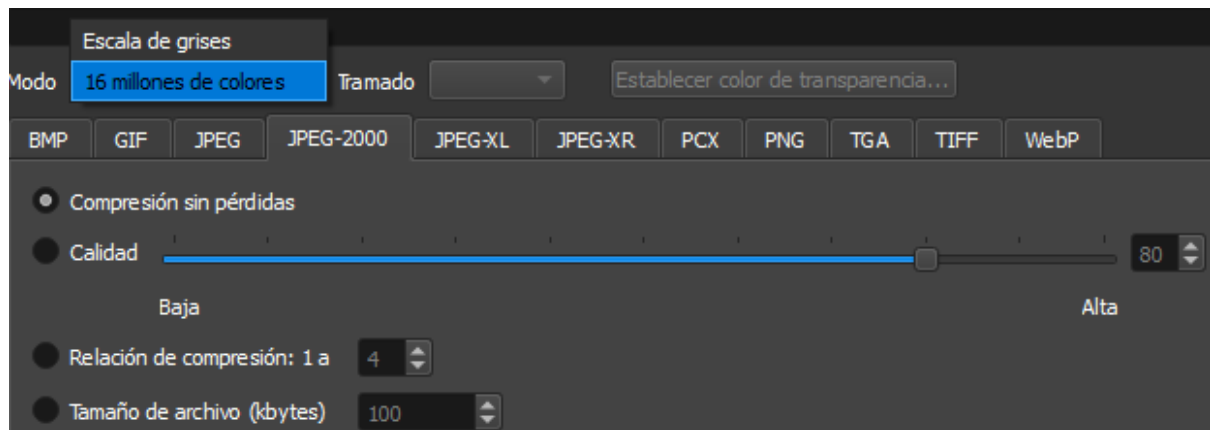 Escala de grises
Modo 16 millones de colores Tramado Establecer color de transparencia...
BMP GIF JPEG JPEG-2000 JPEG-XL JPEG-XR PCX PNG TGA TIFF WebP
Compresión sin pérdidas
Calidad 80
Baja Alta
Relación de compresión: 1 a 4
Tamaño de archivo (kbytes) 100